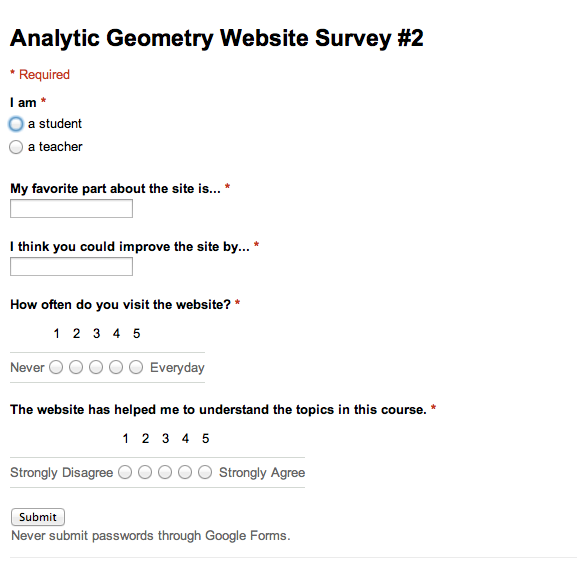 Analytic Geometry Website Survey #2
* Required
I am *
a student
a teacher
My favorite part about the site is... *
I think you could improve the site by... *
How often do you visit the website? *
1 2 3 4 5
Never Everyday
The website has helped me to understand the topics in this course. *
1 2 3 4 5
Strongly Disagree Strongly Agree
Submit
Never submit passwords through Google Forms.